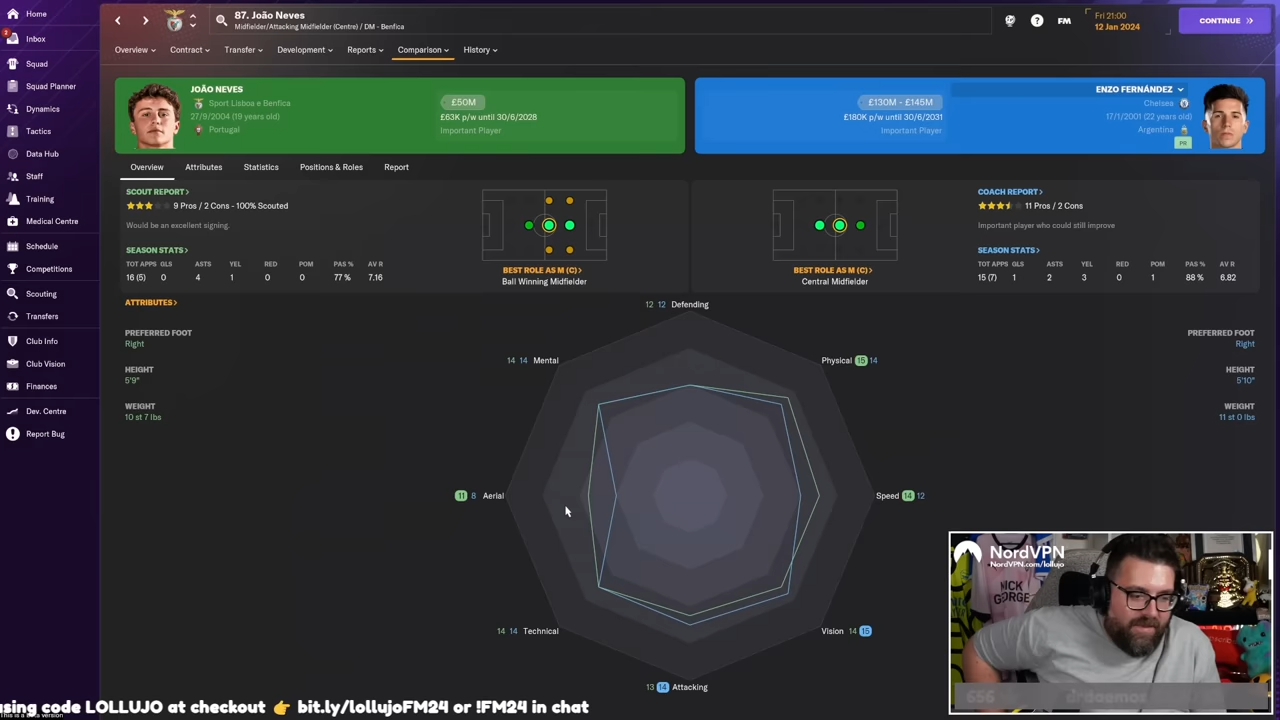 Home
87. João Neves
Midfielder/Attacking Midfielder (Centre) / DM - Benfica
FM
Fri 21:00
12 Jan 2024
CONTINUE
2
Inbox
Overview
Contract
Transfer
Development
Reports
Comparison
History
Squad
Squad Planner
Dynamics
Tactics
Data Hub
Staff
Training
Medical Centre
Schedule
Competitions
Scouting
Transfers
Club Info
Club Vision
Finances
Dev. Centre
Report Bug
JOÃO NEVES
Sport Lisboa e Benfica
27/9/2004 (19 years old)
Portugal
£50M
£63K p/w until 30/6/2028
Important Player
£130M - £145M
£180K p/w until 30/6/2031
Important Player
ENZO FERNÁNDEZ
Chelsea
17/1/2001 (22 years old)
Argentina
PR
Overview
Attributes
Statistics
Positions & Roles
Report
SCOUT REPORT>
9 Pros / 2 Cons - 100% Scouted
Would be an excellent signing.
SEASON STATS>
TOT APPS GLS ASTS YEL RED POM PAS % AV R
16 (5) 0 4 1 0 0 77 % 7.16
BEST ROLE AS M (C)>
Ball Winning Midfielder
BEST ROLE AS M (C)>
Central Midfielder
COACH REPORT>
11 Pros / 2 Cons
Important player who could still improve
SEASON STATS>
TOT APPS GLS ASTS YEL RED POM PAS % AV R
15 (7) 1 2 3 0 1 88 % 6.82
ATTRIBUTES>
PREFERRED FOOT
Right
HEIGHT
5'9"
WEIGHT
10 st 7 lbs
12 12 Defending
14 14 Mental
Physical 15 14
11 8 Aerial
Speed 14 12
14 14 Technical
Vision 14 15
13 14 Attacking
PREFERRED FOOT
Right
HEIGHT
5'10"
WEIGHT
11 st 0 lbs
NordVPN
NordVPN.com/lollujo
NICK
GEORGE
656
using code LOLLUJO at checkout 👉 bit.ly/lollujoFM24 or !FM24 in chat
This is a beta version